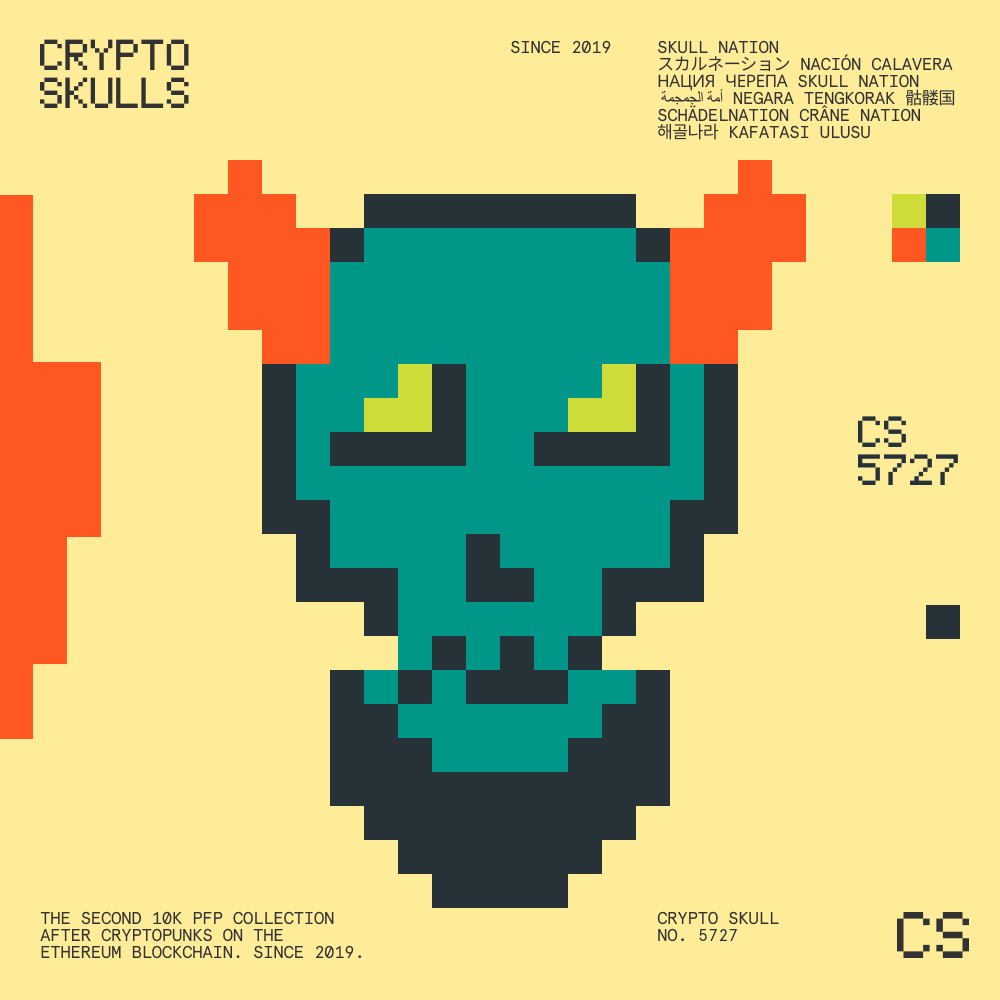 CRYPTO
SKULLS
SINCE 2019
SKULL NATION
スカルネーション NACIÓN CALAVERA
НАЦИЯ ЧЕРЕПА SKULL NATION
أمة الجمجمة NEGARA TENGKORAK 骷髅国
SCHÄDELNATION CRÂNE NATION
해골나라 KAFATASI ULUSU
CS
5727
THE SECOND 10K PFP COLLECTION
AFTER CRYPTOPUNKS ON THE
ETHEREUM BLOCKCHAIN. SINCE 2019.
CRYPTO SKULL
NO. 5727
CS